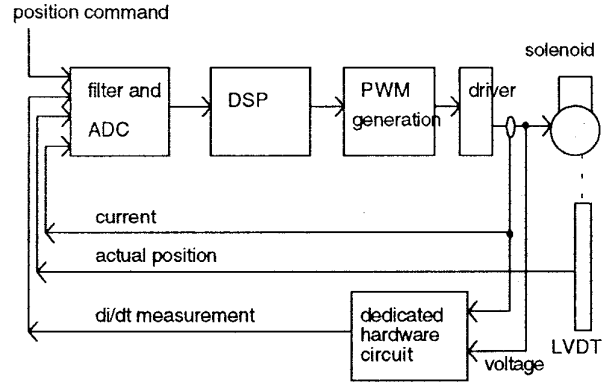 position command
solenoid
filter and
ADC
DSP
PWM
generation
driver
current
actual position
di/dt measurement
dedicated
hardware
circuit
voltage
LVDT